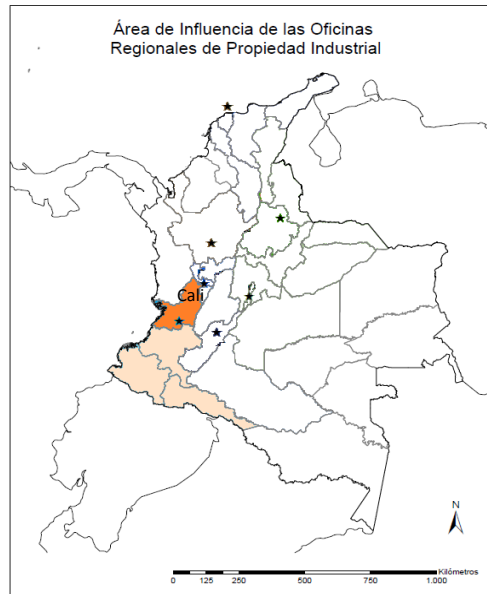 Área de Influencia de las Oficinas
Regionales de Propiedad Industrial
Cali
N
Kilómetros
0 125 250 500 750 1.000